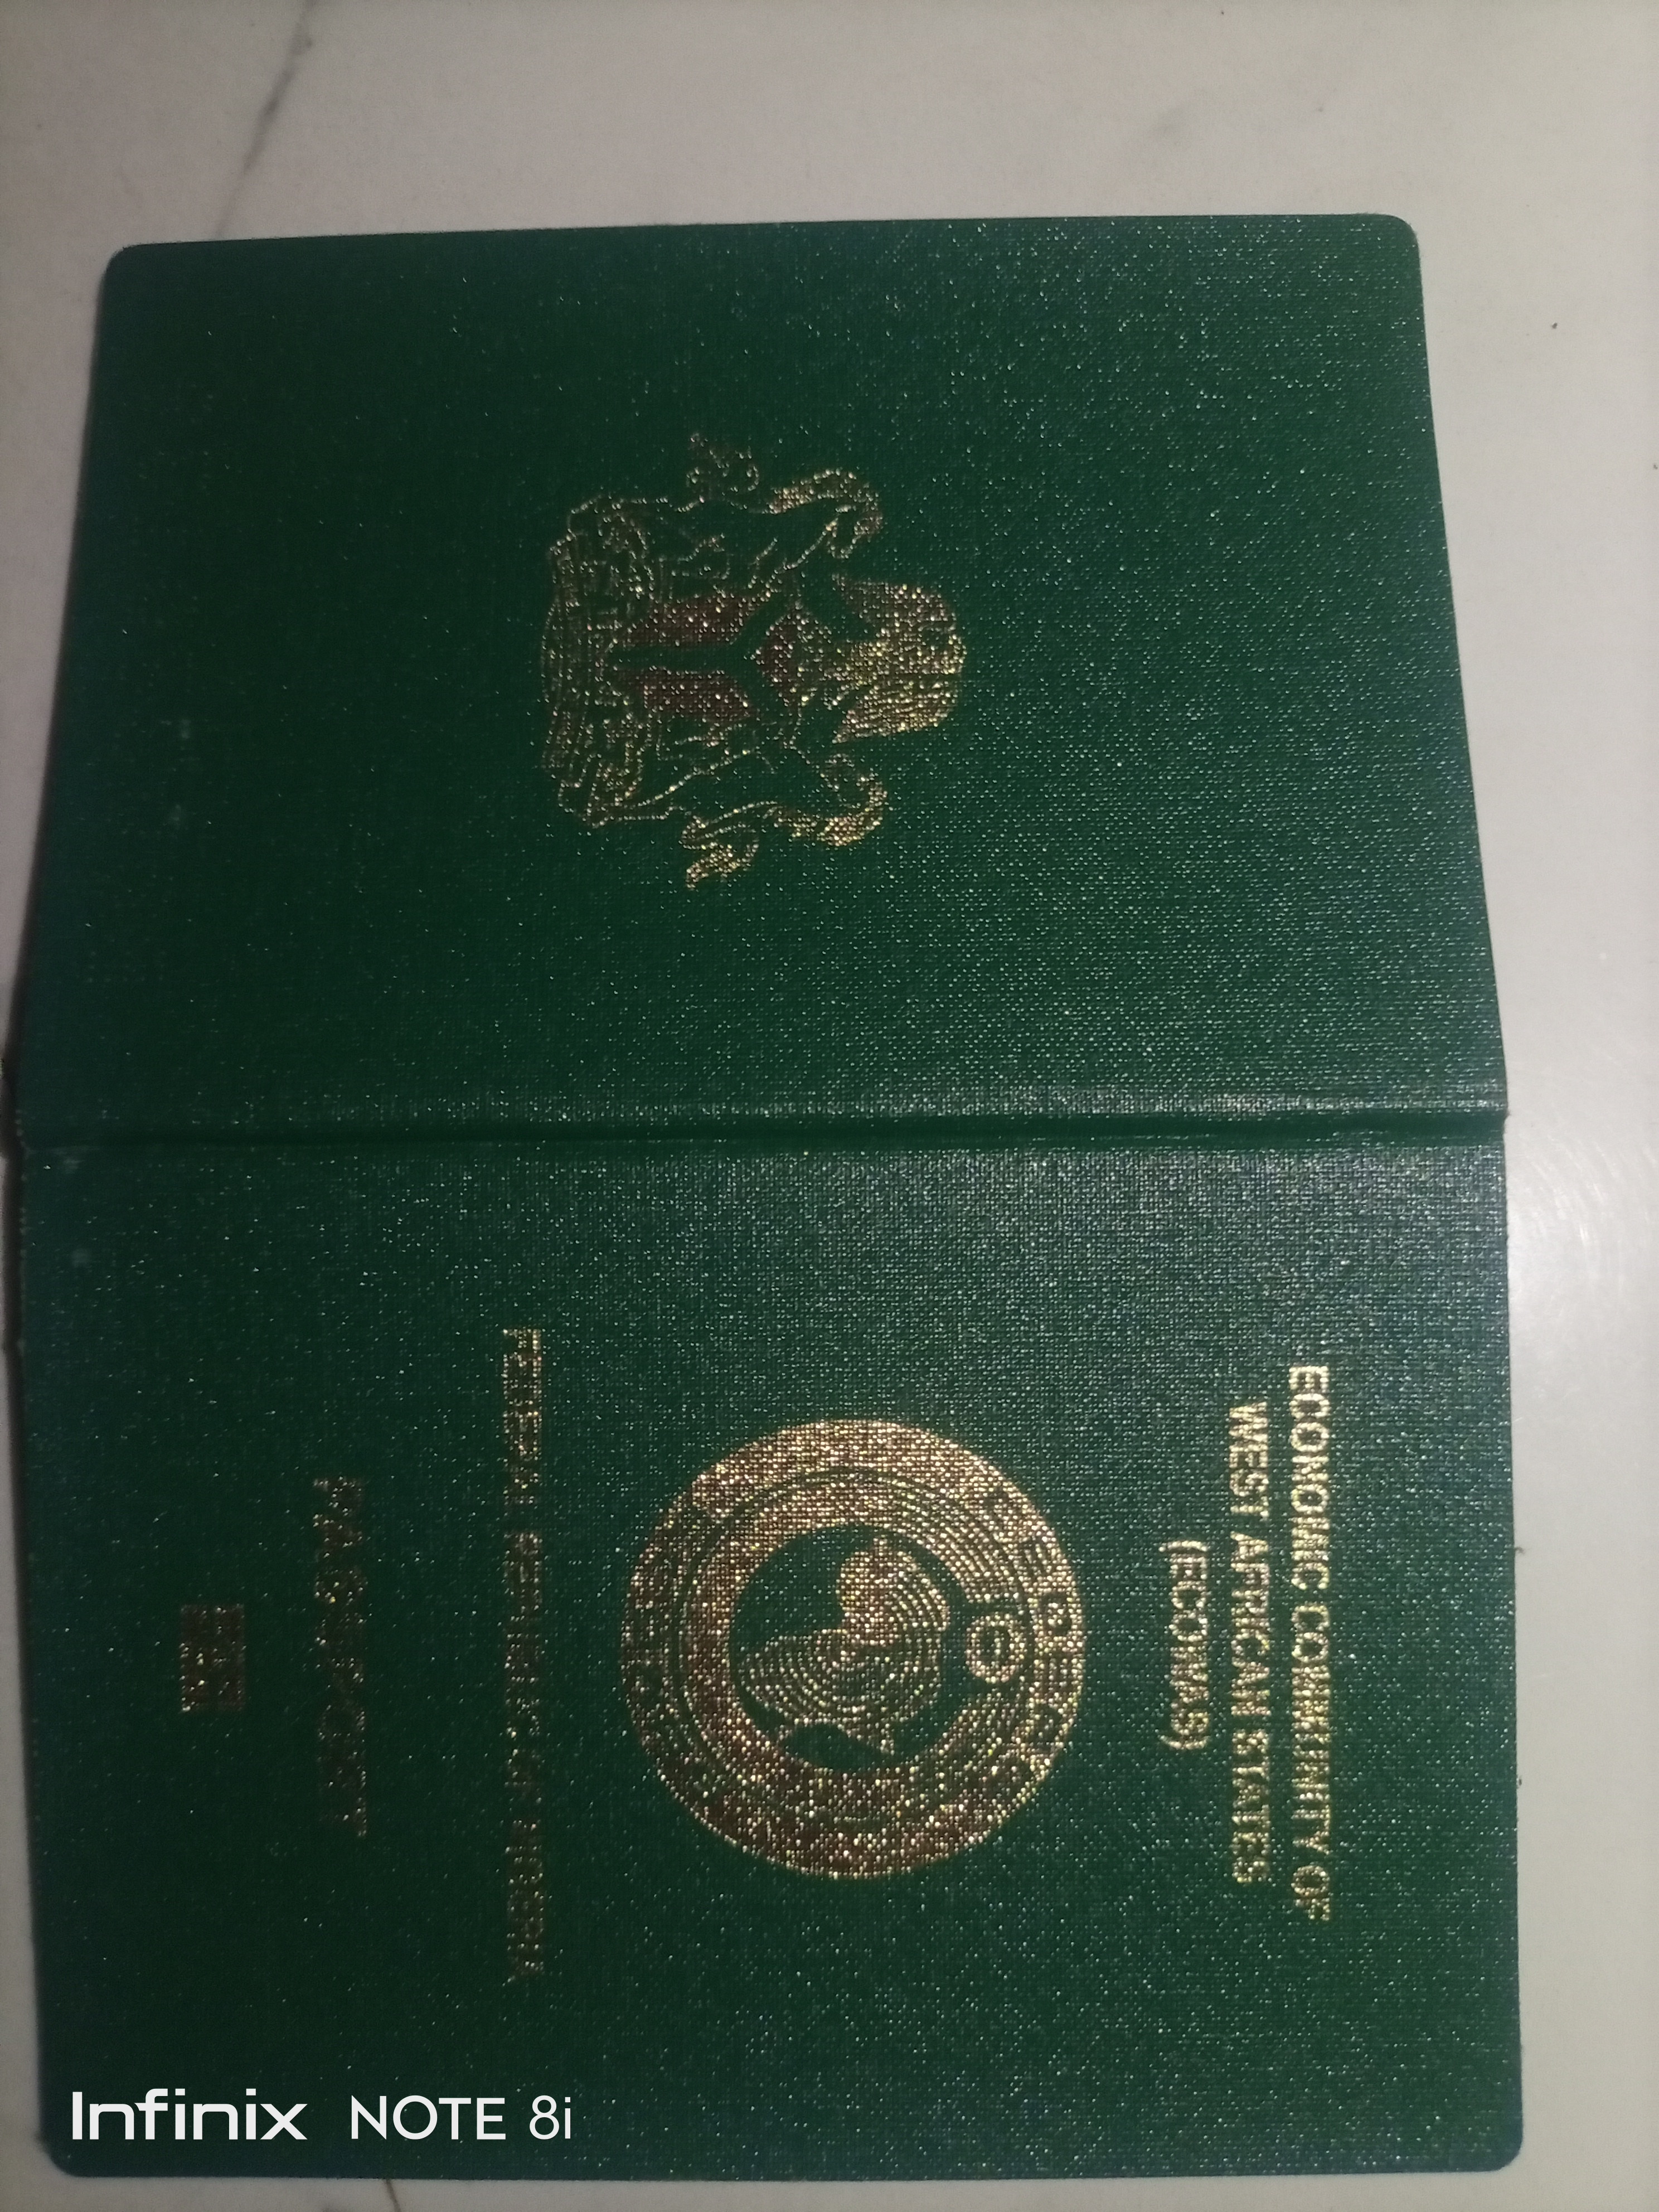 ECONOMIC COMMUNITY OF
WEST AFRICAN STATES
(ECOWAS)
FEDERAL REPUBLIC OF NIGERIA
PASSPORT
Infinix NOTE 8i